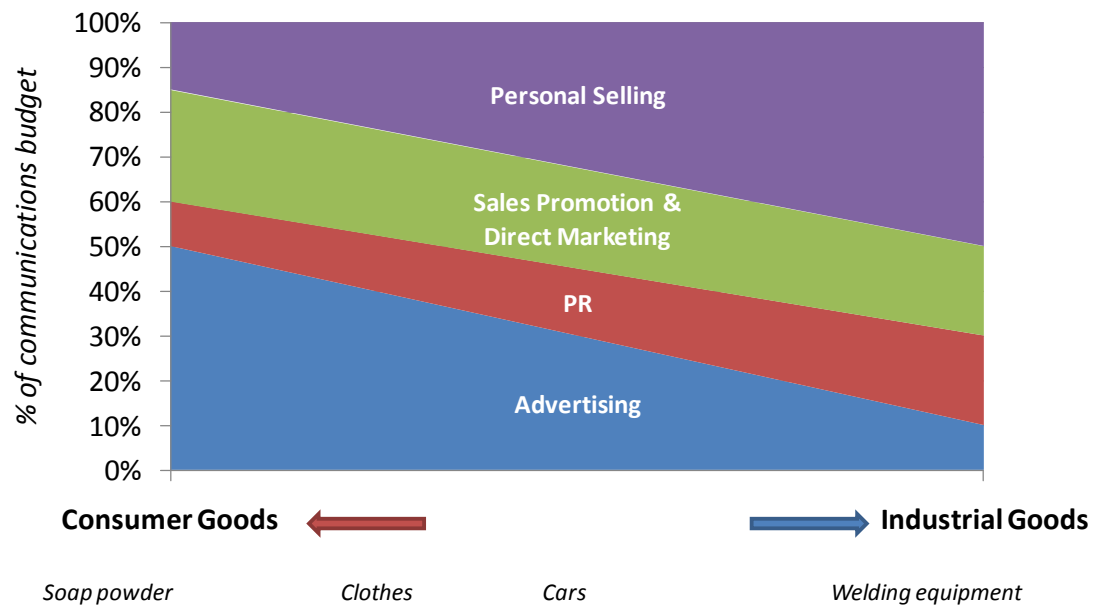 100%
90%
80%
70%
60%
50%
40%
30%
20%
10%
0%
% of communications budget
Personal Selling
Sales Promotion &
Direct Marketing
PR
Advertising
Consumer Goods
Industrial Goods
Soap powder
Clothes
Cars
Welding equipment